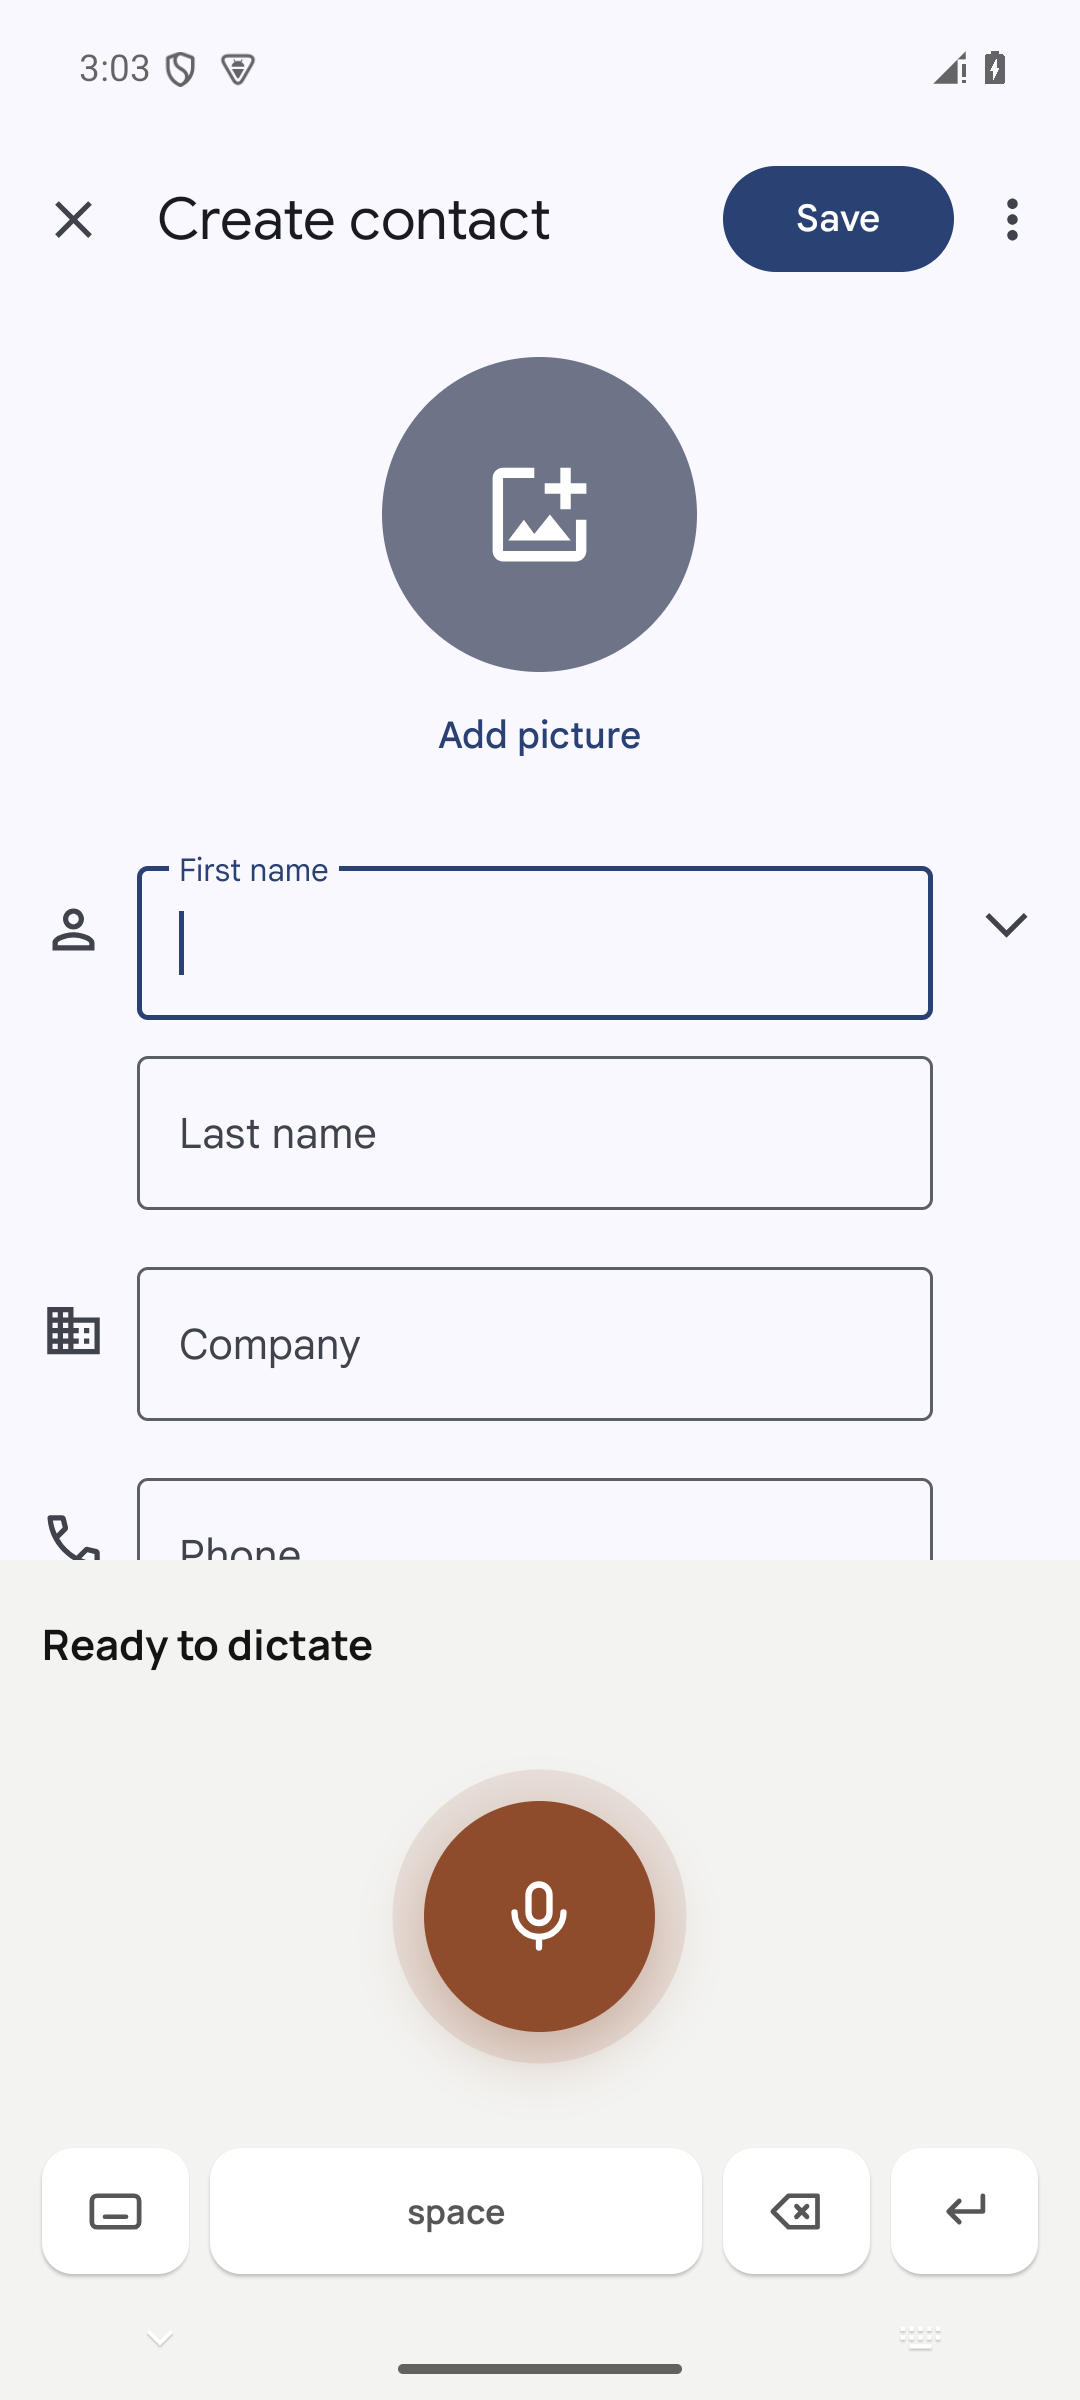 3:03
Create contact
Save
Add picture
First name
Last name
Company
Phone
Ready to dictate
space